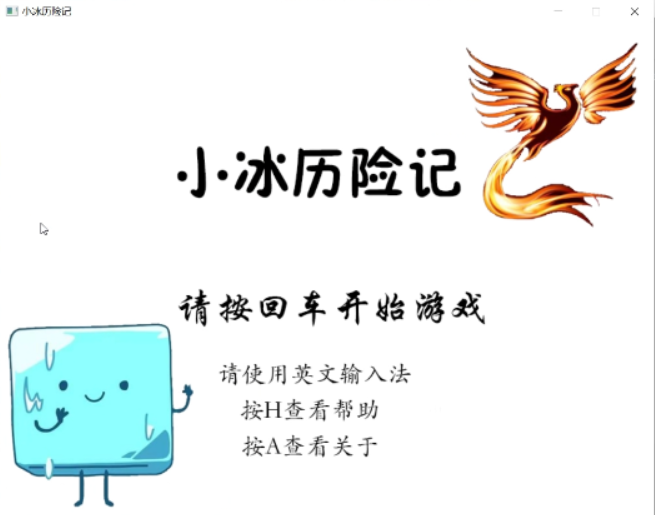 小冰历险记
小冰历险记
请按回车开始游戏
请使用英文输入法
按H查看帮助
按A查看关于